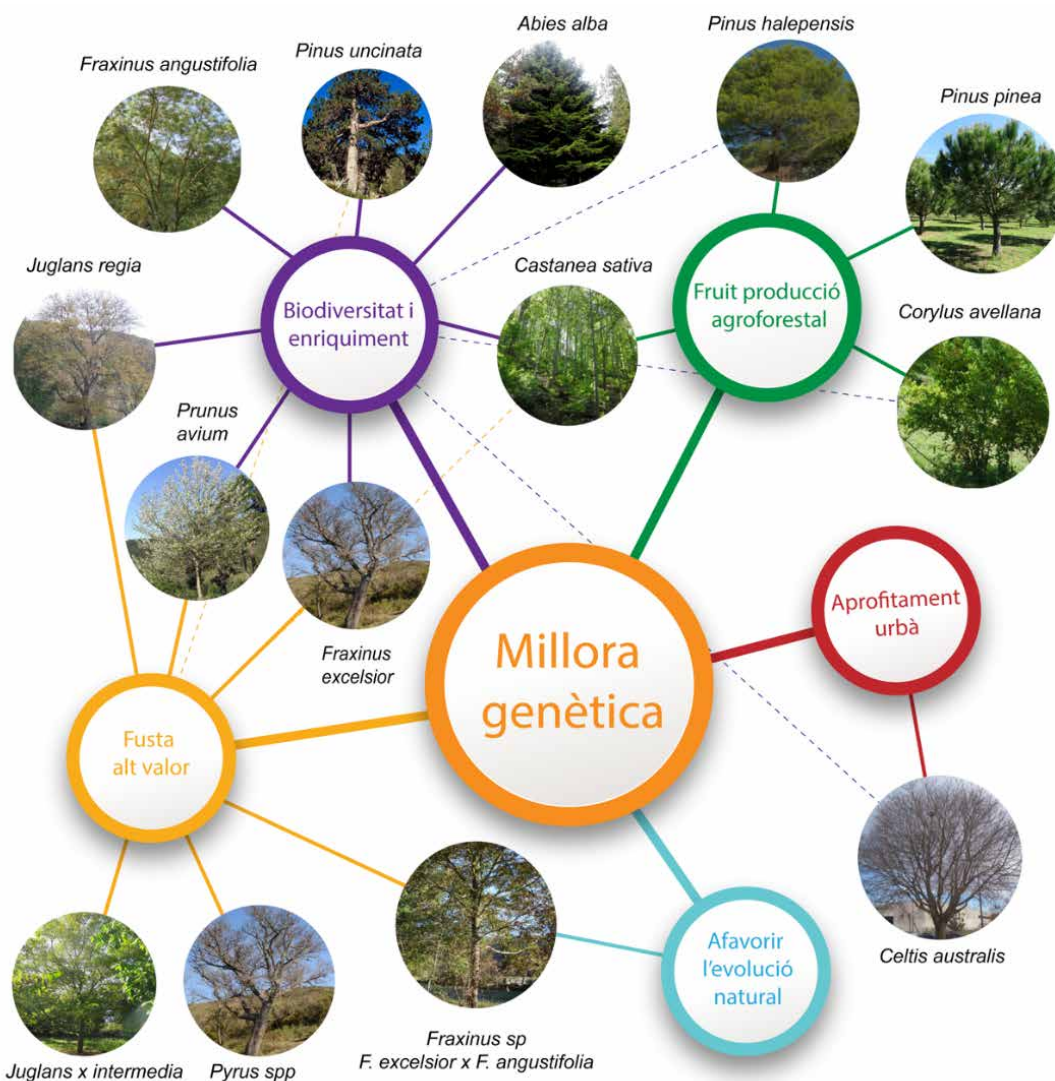 Abies alba
Pinus uncinata
Pinus halepensis
Fraxinus angustifolia
Pinus pinea
Juglans regia
Castanea sativa
Biodiversitat i
enriquiment
Fruit producció
agroforestal
Corylus avellana
Prunus
avium
Aprofitament
urbà
Fraxinus
excelsior
Millora
genètica
Fusta
alt valor
Afavorir
l'evolució
natural
Celtis australis
Juglans x intermedia
Pyrus spp
Fraxinus sp
F. excelsior x F. angustifolia